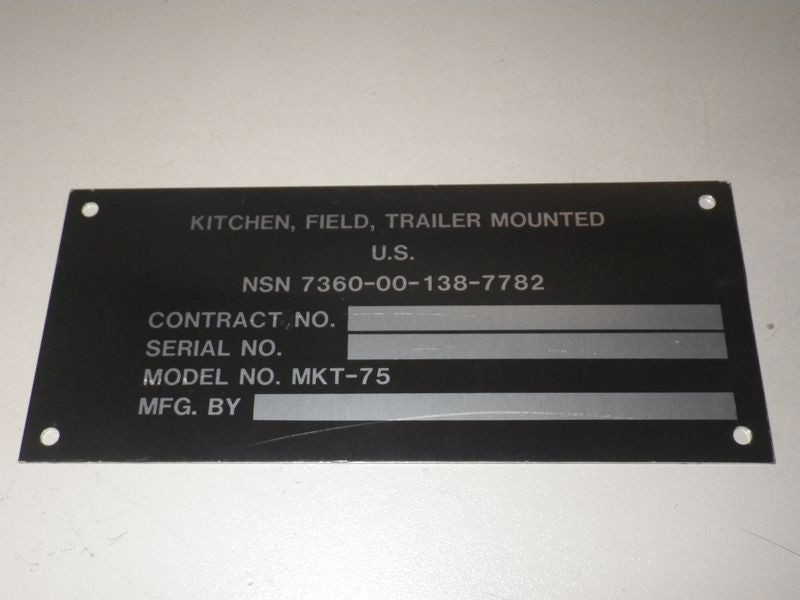 KITCHEN, FIELD, TRAILER MOUNTED
U.S.
NSN 7360-00-138-7782
CONTRACT NO.
SERIAL NO.
MODEL NO. MKT-75
MFG. BY